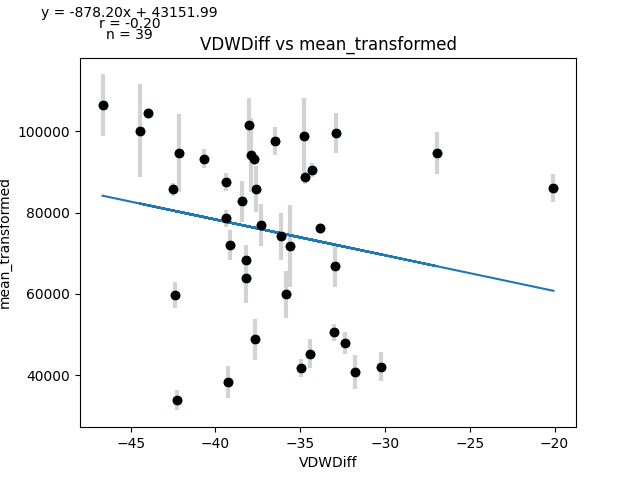 y = -878.20x + 43151.99
r = -0.20
n = 39
VDWDiff vs mean_transformed
mean_transformed
100000
80000
60000
40000
−45
−40
−35
−30
−25
−20
VDWDiff